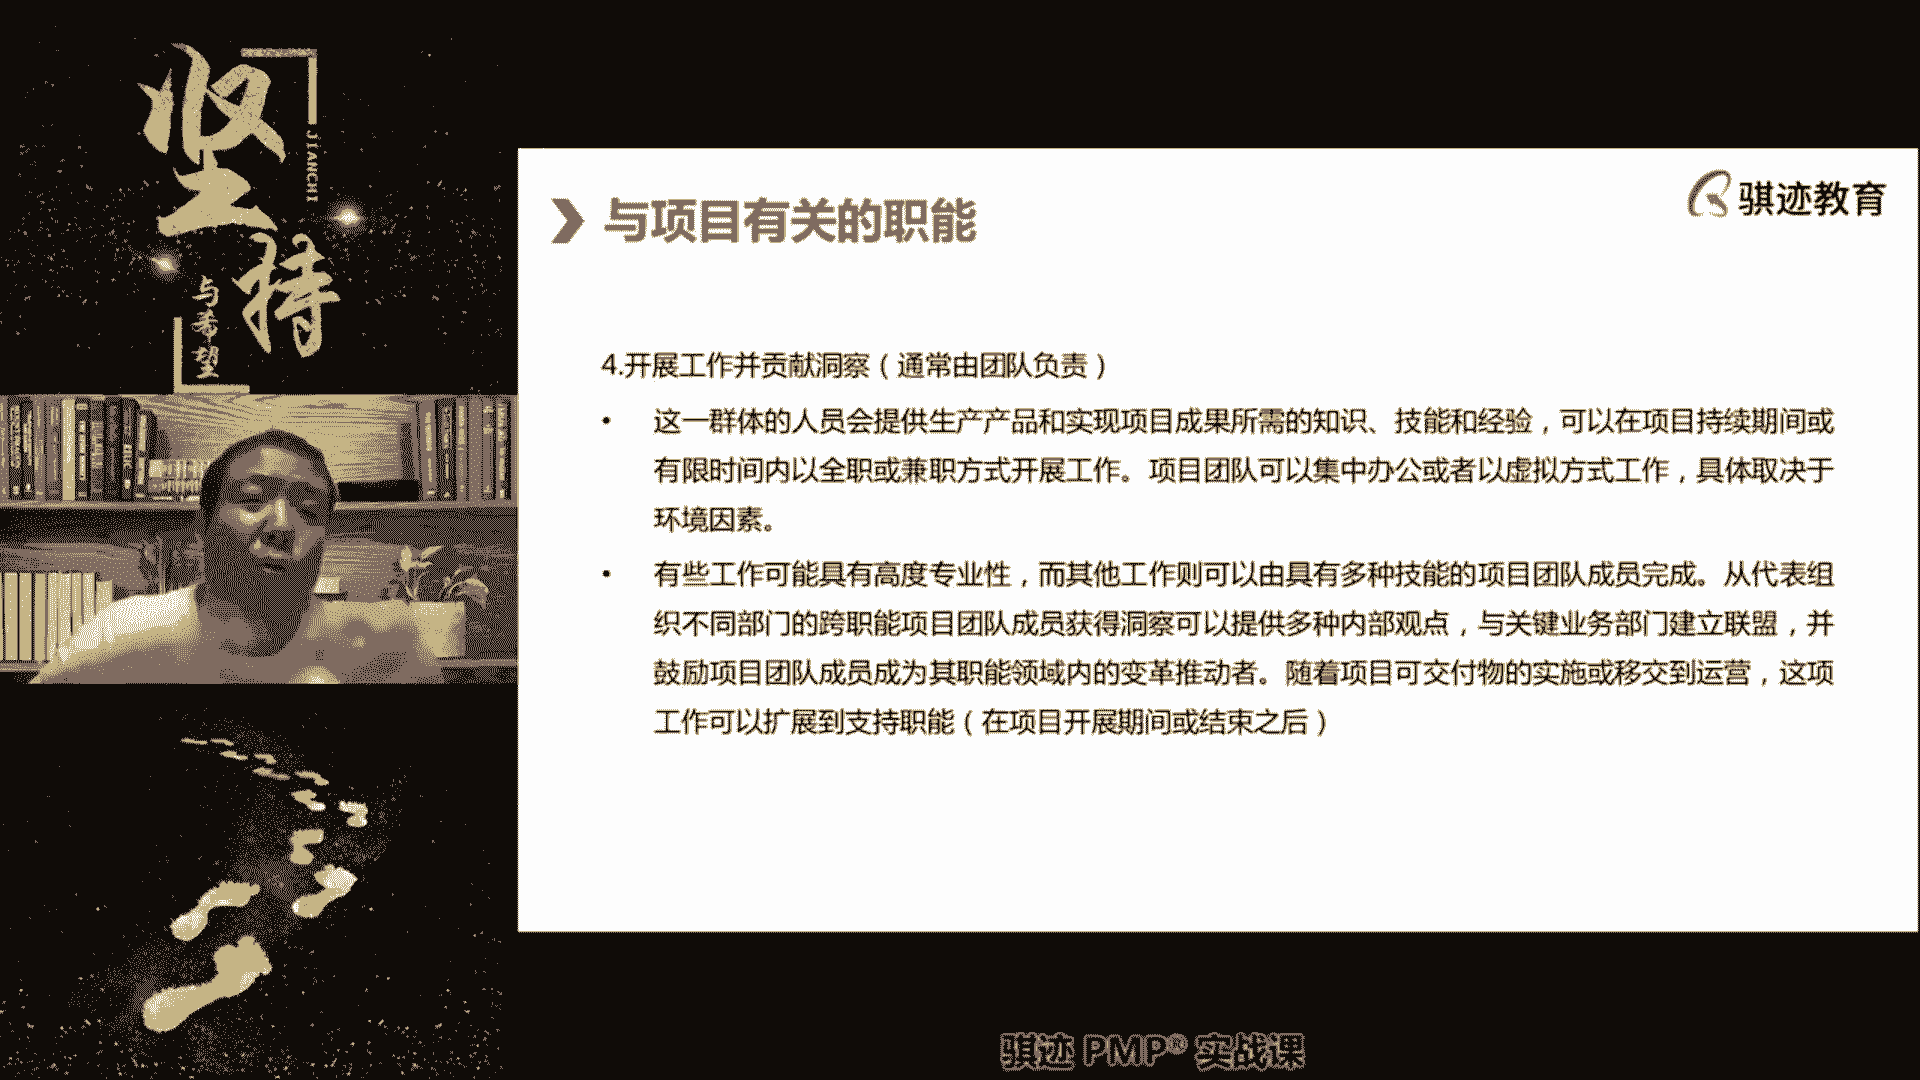 坚持
JIANCHI
与希望
骐迹教育
与项目有关的职能
4.开展工作并贡献洞察（通常由团队负责）
• 这一群体的人员会提供生产产品和实现项目成果所需的知识、技能和经验，可以在项目持续期间或
有限时间内以全职或兼职方式开展工作。项目团队可以集中办公或者以虚拟方式工作，具体取决于
环境因素。
• 有些工作可能具有高度专业性，而其他工作则可以由具有多种技能的项目团队成员完成。从代表组
织不同部门的跨职能项目团队成员获得洞察可以提供多种内部观点，与关键业务部门建立联盟，并
鼓励项目团队成员成为其职能领域内的变革推动者。随着项目可交付物的实施或移交到运营，这项
工作可以扩展到支持职能（在项目开展期间或结束之后）
骐迹 PMP® 实战课